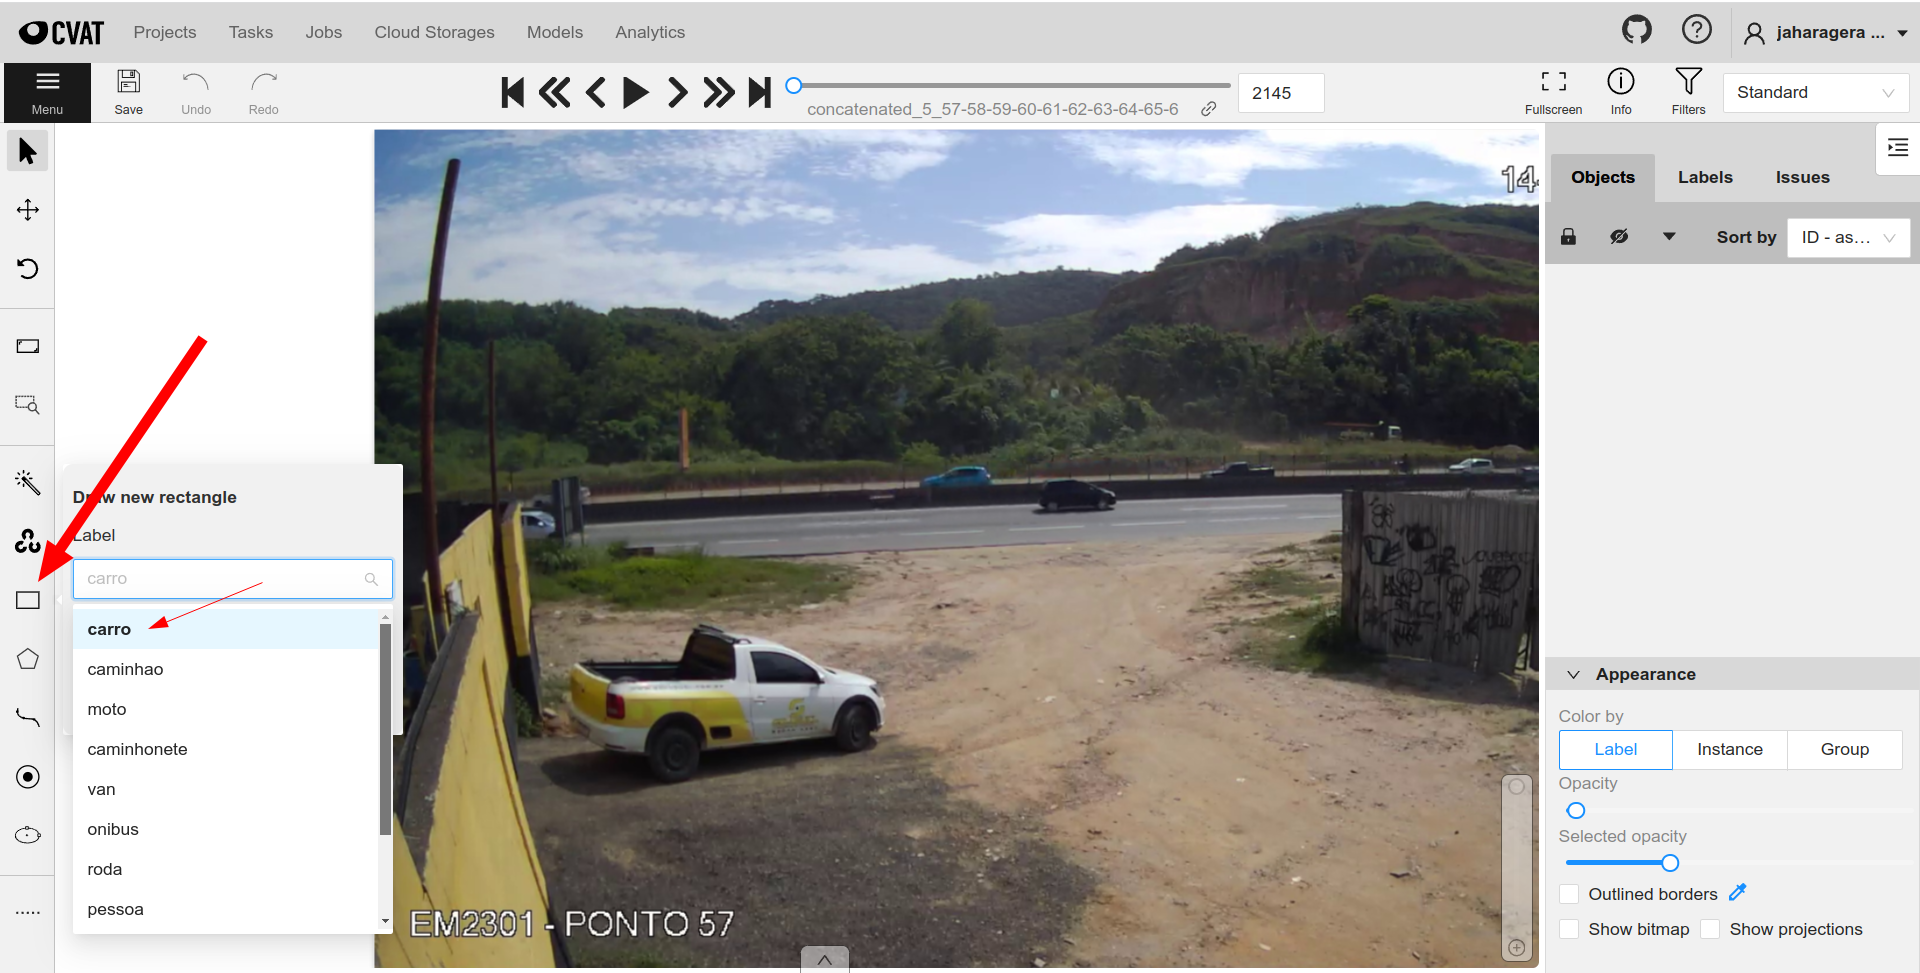 CVAT
Projects
Tasks
Jobs
Cloud Storages
Models
Analytics
jaharagera ...
Menu
Save
Undo
Redo
concatenated_5_57-58-59-60-61-62-63-64-65-6
2145
Fullscreen
Info
Filters
Standard
14
Objects
Labels
Issues
Sort by
ID - as...
Draw new rectangle
Label
carro
carro
caminhao
moto
caminhonete
van
onibus
roda
pessoa
EM2301 - PONTO 57
Appearance
Color by
Label
Instance
Group
Opacity
Selected opacity
Outlined borders
Show bitmap
Show projections